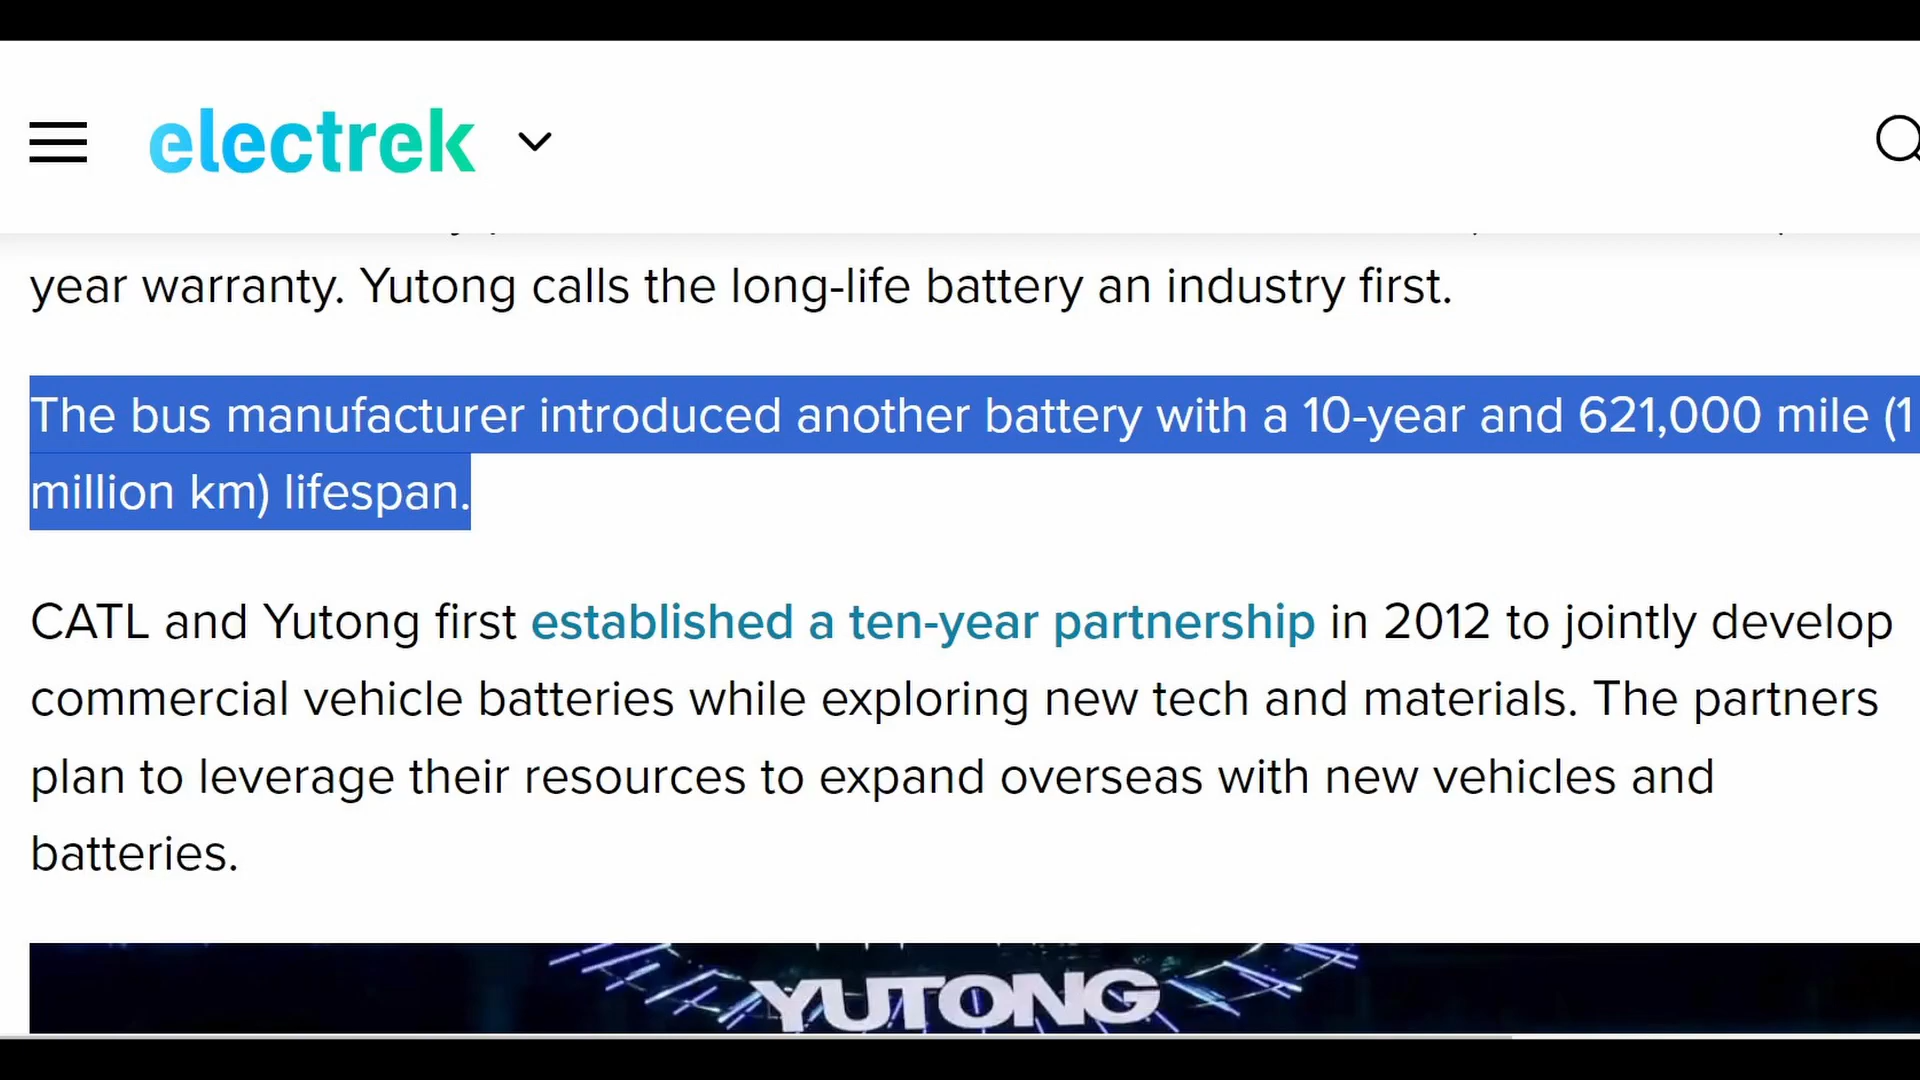 electrek
year warranty. Yutong calls the long-life battery an industry first.
The bus manufacturer introduced another battery with a 10-year and 621,000 mile (1
million km) lifespan.
CATL and Yutong first established a ten-year partnership in 2012 to jointly develop
commercial vehicle batteries while exploring new tech and materials. The partners
plan to leverage their resources to expand overseas with new vehicles and
batteries.
YUTONG